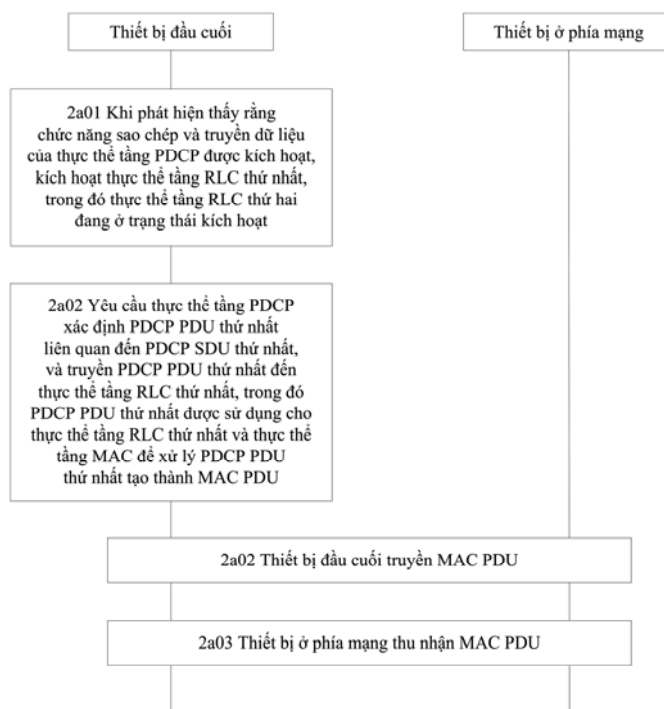 Thiết bị đầu cuối
Thiết bị ở phía mạng
2a01 Khi phát hiện thấy rằng
chức năng sao chép và truyền dữ liệu
của thực thể tầng PDCP được kích hoạt,
kích hoạt thực thể tầng RLC thứ nhất,
trong đó thực thể tầng RLC thứ hai
đang ở trạng thái kích hoạt
2a02 Yêu cầu thực thể tầng PDCP
xác định PDCP PDU thứ nhất
liên quan đến PDCP SDU thứ nhất,
và truyền PDCP PDU thứ nhất đến
thực thể tầng RLC thứ nhất, trong đó
PDCP PDU thứ nhất được sử dụng cho
thực thể tầng RLC thứ nhất và thực thể
tầng MAC để xử lý PDCP PDU
thứ nhất tạo thành MAC PDU
2a02 Thiết bị đầu cuối truyền MAC PDU
2a03 Thiết bị ở phía mạng thu nhận MAC PDU